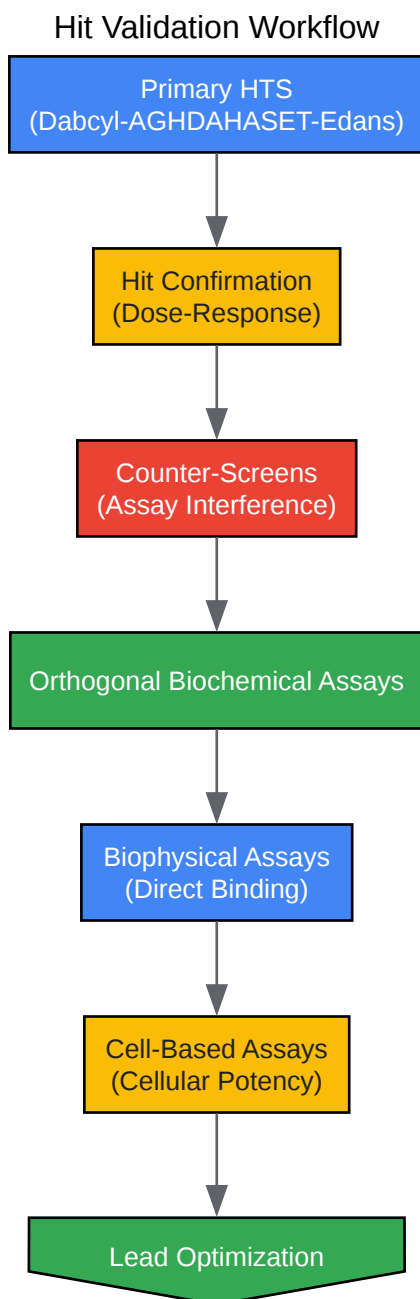 Hit Validation Workflow
Primary HTS
(Dabcyl-AGHDAHASET-Edans)
Hit Confirmation
(Dose-Response)
Counter-Screens
(Assay Interference)
Orthogonal Biochemical Assays
Biophysical Assays
(Direct Binding)
Cell-Based Assays
(Cellular Potency)
Lead Optimization